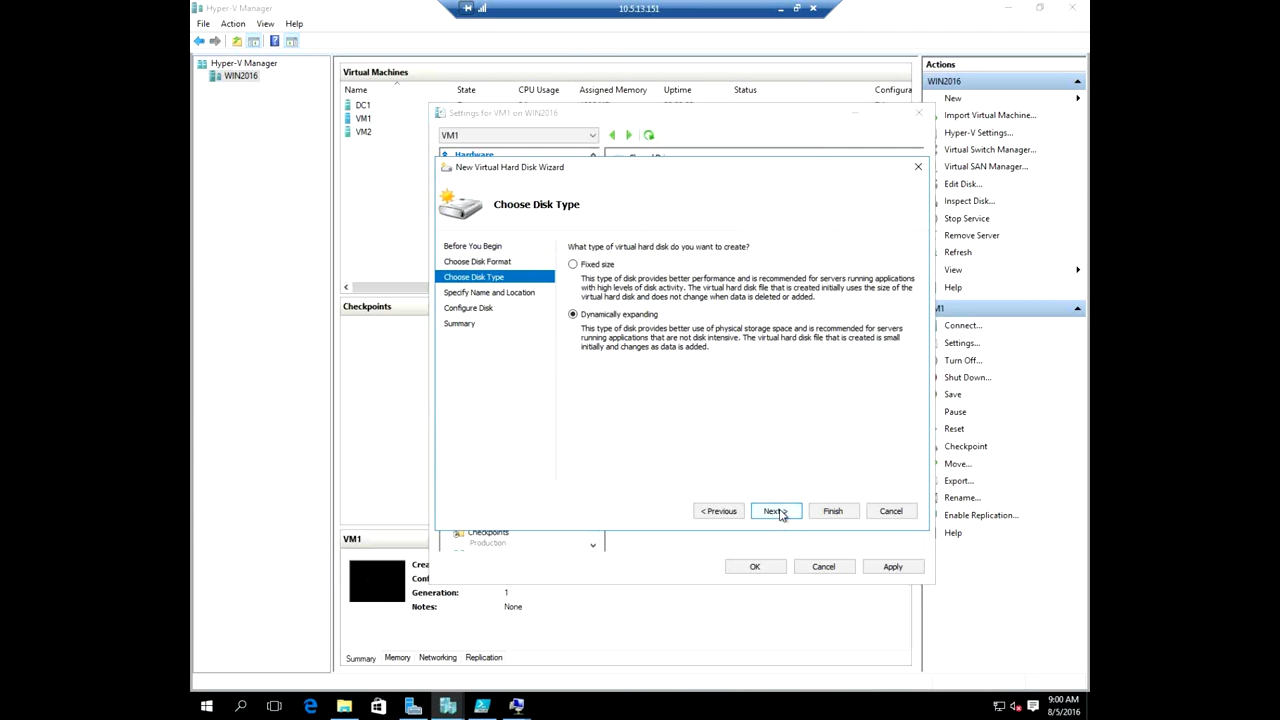 Hyper-V Manager
10.5.13.151
File Action View Help
Hyper-V Manager
WIN2016
Virtual Machines
Name State CPU Usage Assigned Memory Uptime Status Configura
DC1
VM1
VM2
Settings for VM1 on WIN2016
VM1
Hardware
New Virtual Hard Disk Wizard
Choose Disk Type
Before You Begin
Choose Disk Format
Choose Disk Type
Specify Name and Location
Configure Disk
Summary
What type of virtual hard disk do you want to create?
Fixed size
This type of disk provides better performance and is recommended for servers running applications
with high levels of disk activity. The virtual hard disk file that is created initially uses the size of the
virtual hard disk and does not change when data is deleted or added.
Dynamically expanding
This type of disk provides better use of physical storage space and is recommended for servers
running applications that are not disk intensive. The virtual hard disk file that is created is small
initially and changes as data is added.
< Previous Next > Finish Cancel
Checkpoints
Production
OK Cancel Apply
Checkpoints
VM1
Crea
Conf
Generation: 1
Notes: None
Summary Memory Networking Replication
Actions
WIN2016
New
Import Virtual Machine...
Hyper-V Settings...
Virtual Switch Manager...
Virtual SAN Manager...
Edit Disk...
Inspect Disk...
Stop Service
Remove Server
Refresh
View
Help
M1
Connect...
Settings...
Turn Off...
Shut Down...
Save
Pause
Reset
Checkpoint
Move...
Export...
Rename...
Enable Replication...
Help
9:00 AM
8/5/2016